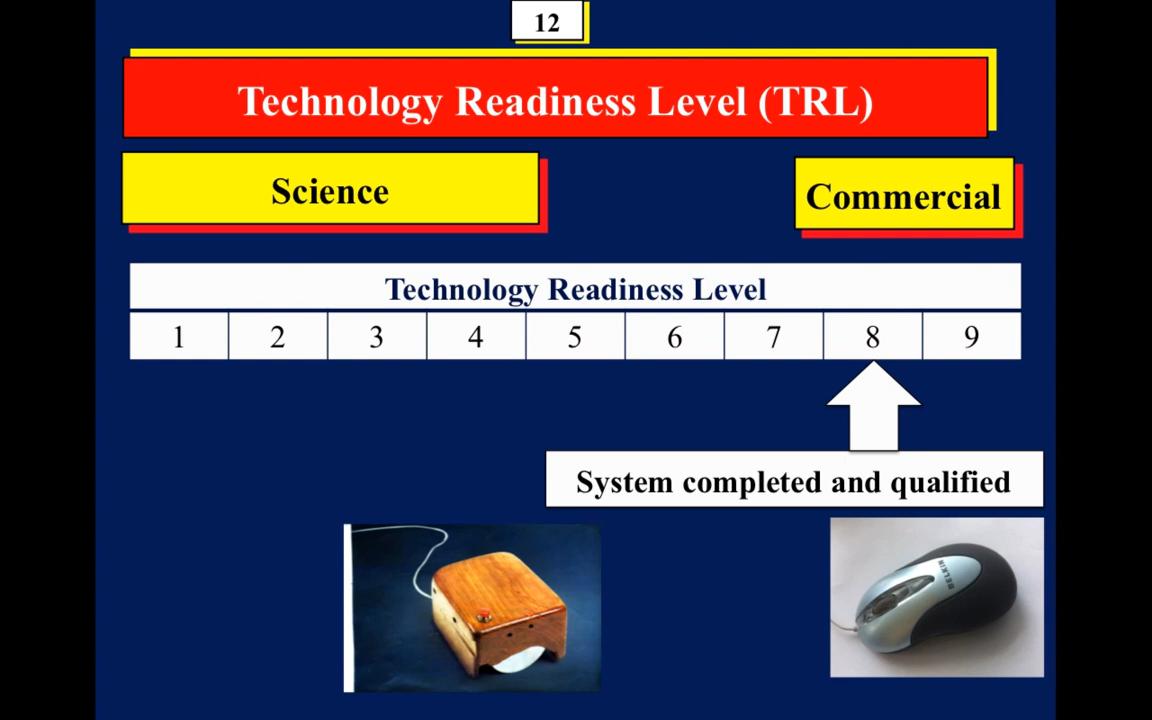 12
Technology Readiness Level (TRL)
Science
Commercial
Technology Readiness Level
1 2 3 4 5 6 7 8 9
System completed and qualified
BELKIN